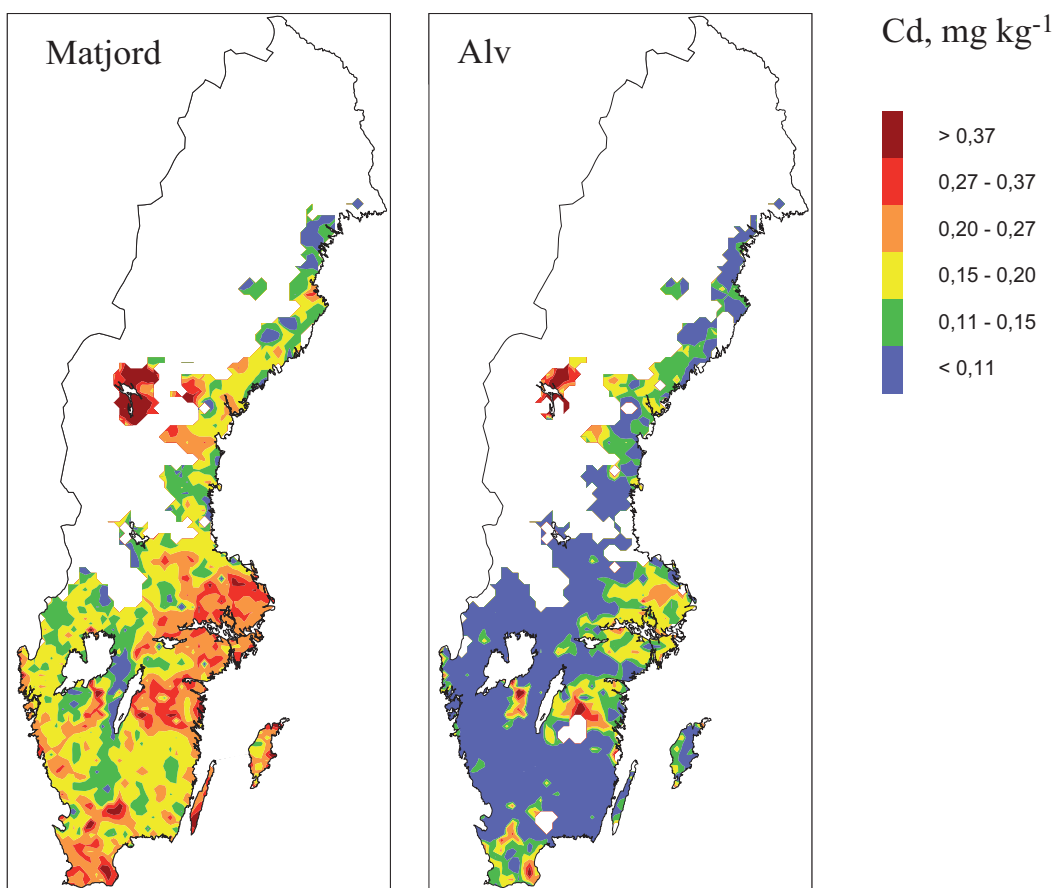 Matjord
Alv
Cd, mg kg-1
> 0,37
0,27 - 0,37
0,20 - 0,27
0,15 - 0,20
0,11 - 0,15
< 0,11